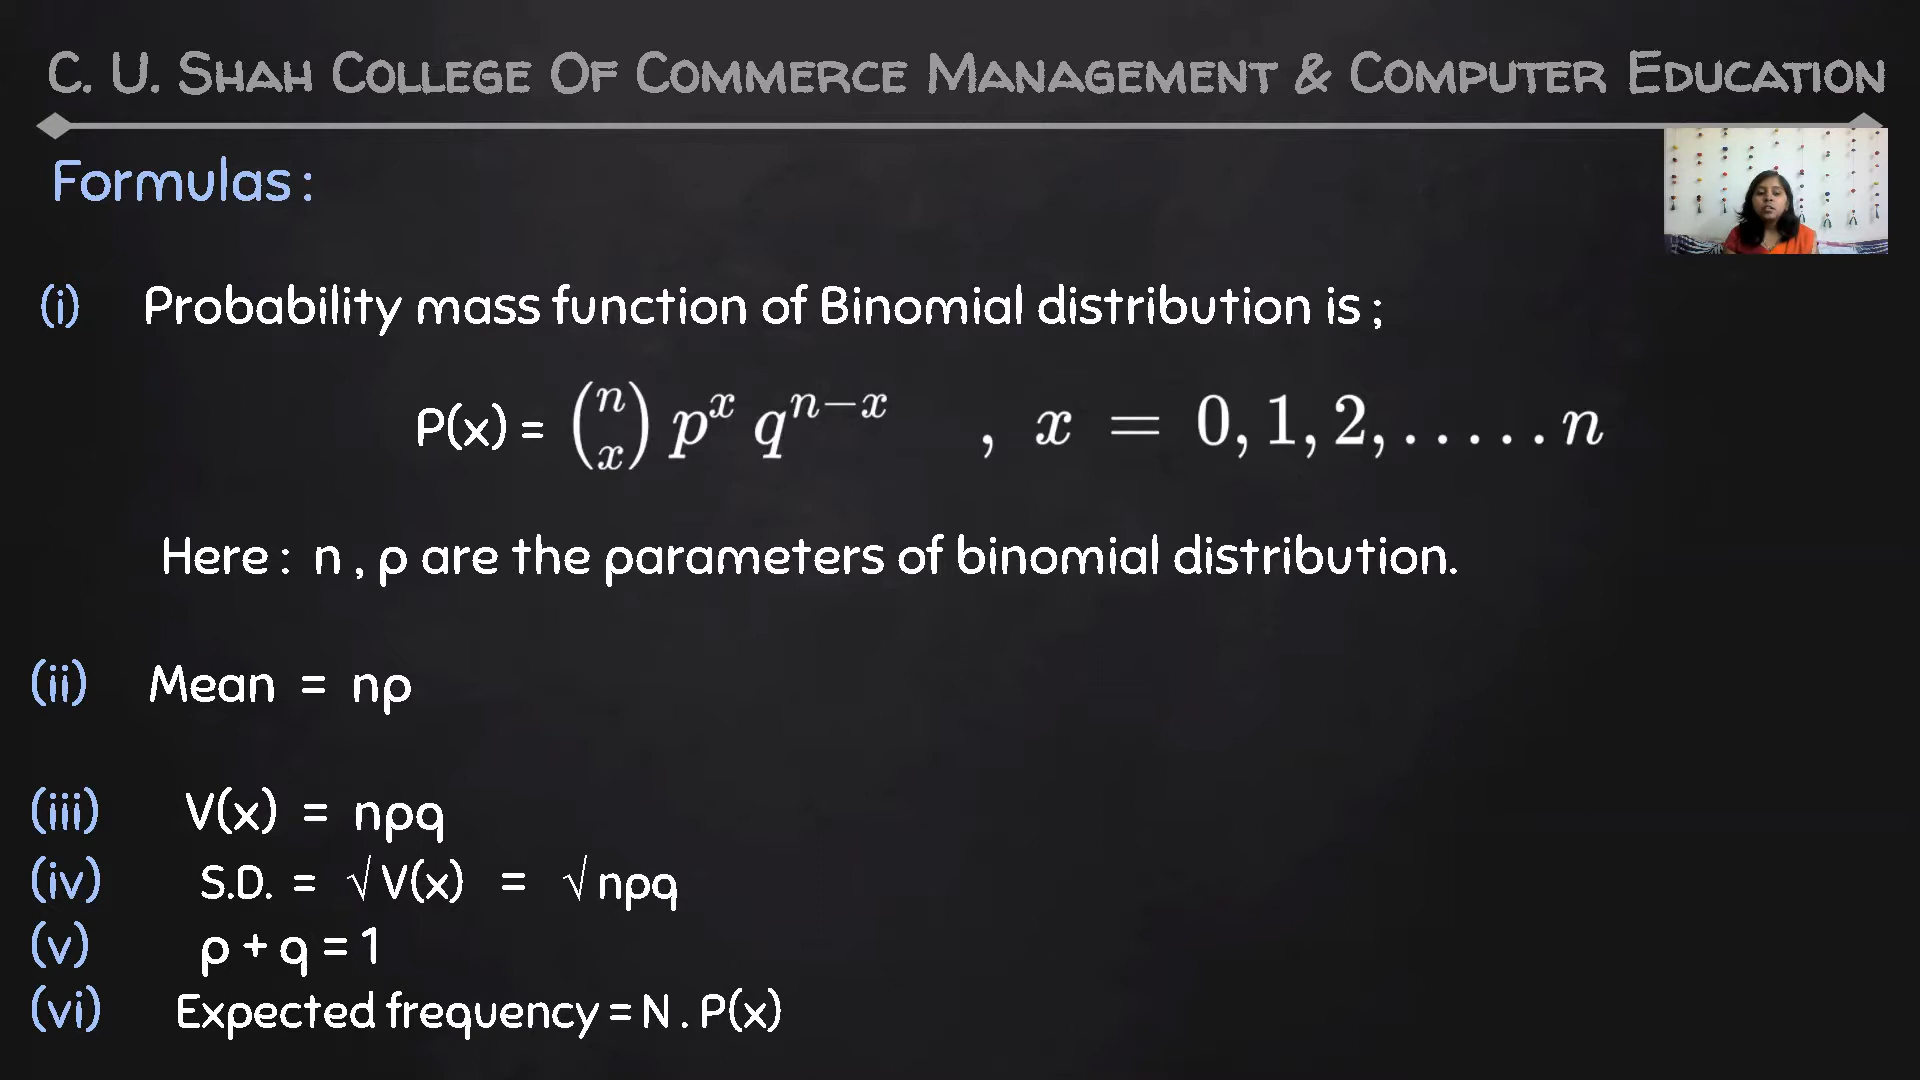 C. U. Shah College Of Commerce Management & Computer Education
Formulas :
(i) Probability mass function of Binomial distribution is ;
P(x) = (n x) p^x q^{n-x} , x = 0, 1, 2, . . . . . n
Here : n , p are the parameters of binomial distribution.
(ii) Mean = np
(iii) V(x) = npq
(iv) S.D. = √ V(x) = √ npq
(v) p + q = 1
(vi) Expected frequency = N . P(x)